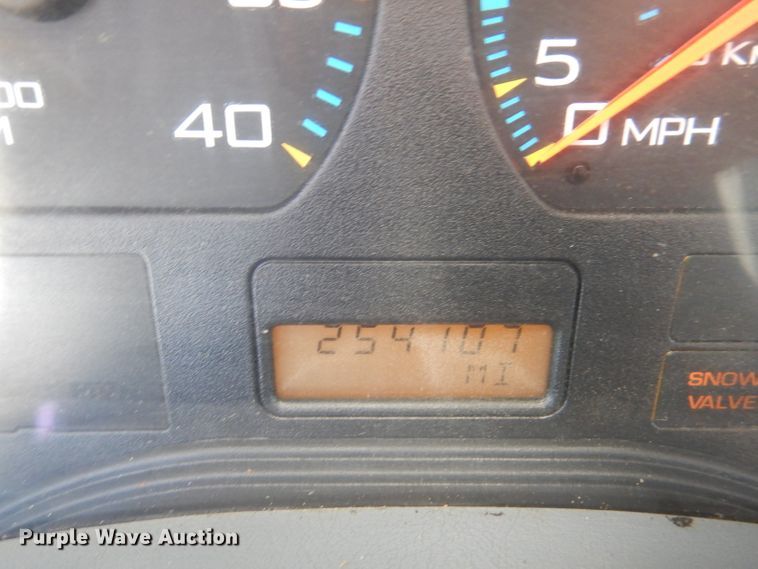 40
5
0 MPH
254107
MI
SNOW
VALVE
Purple Wave Auction